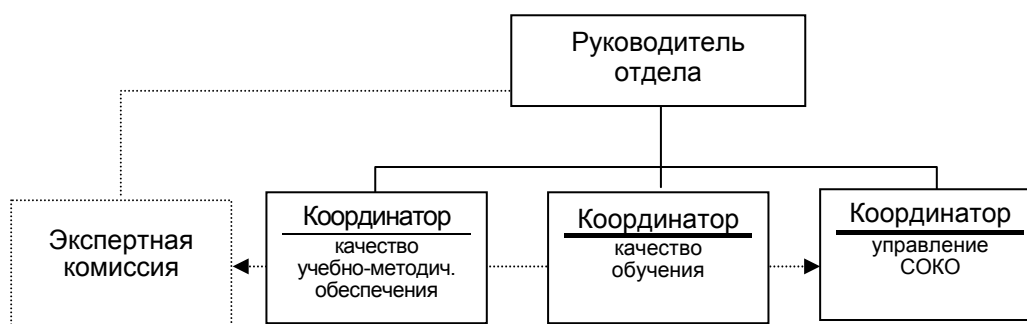 Руководитель
отдела
Экспертная
комиссия
Координатор
качество
учебно-методич.
обеспечения
Координатор
качество
обучения
Координатор
управление
СОКО